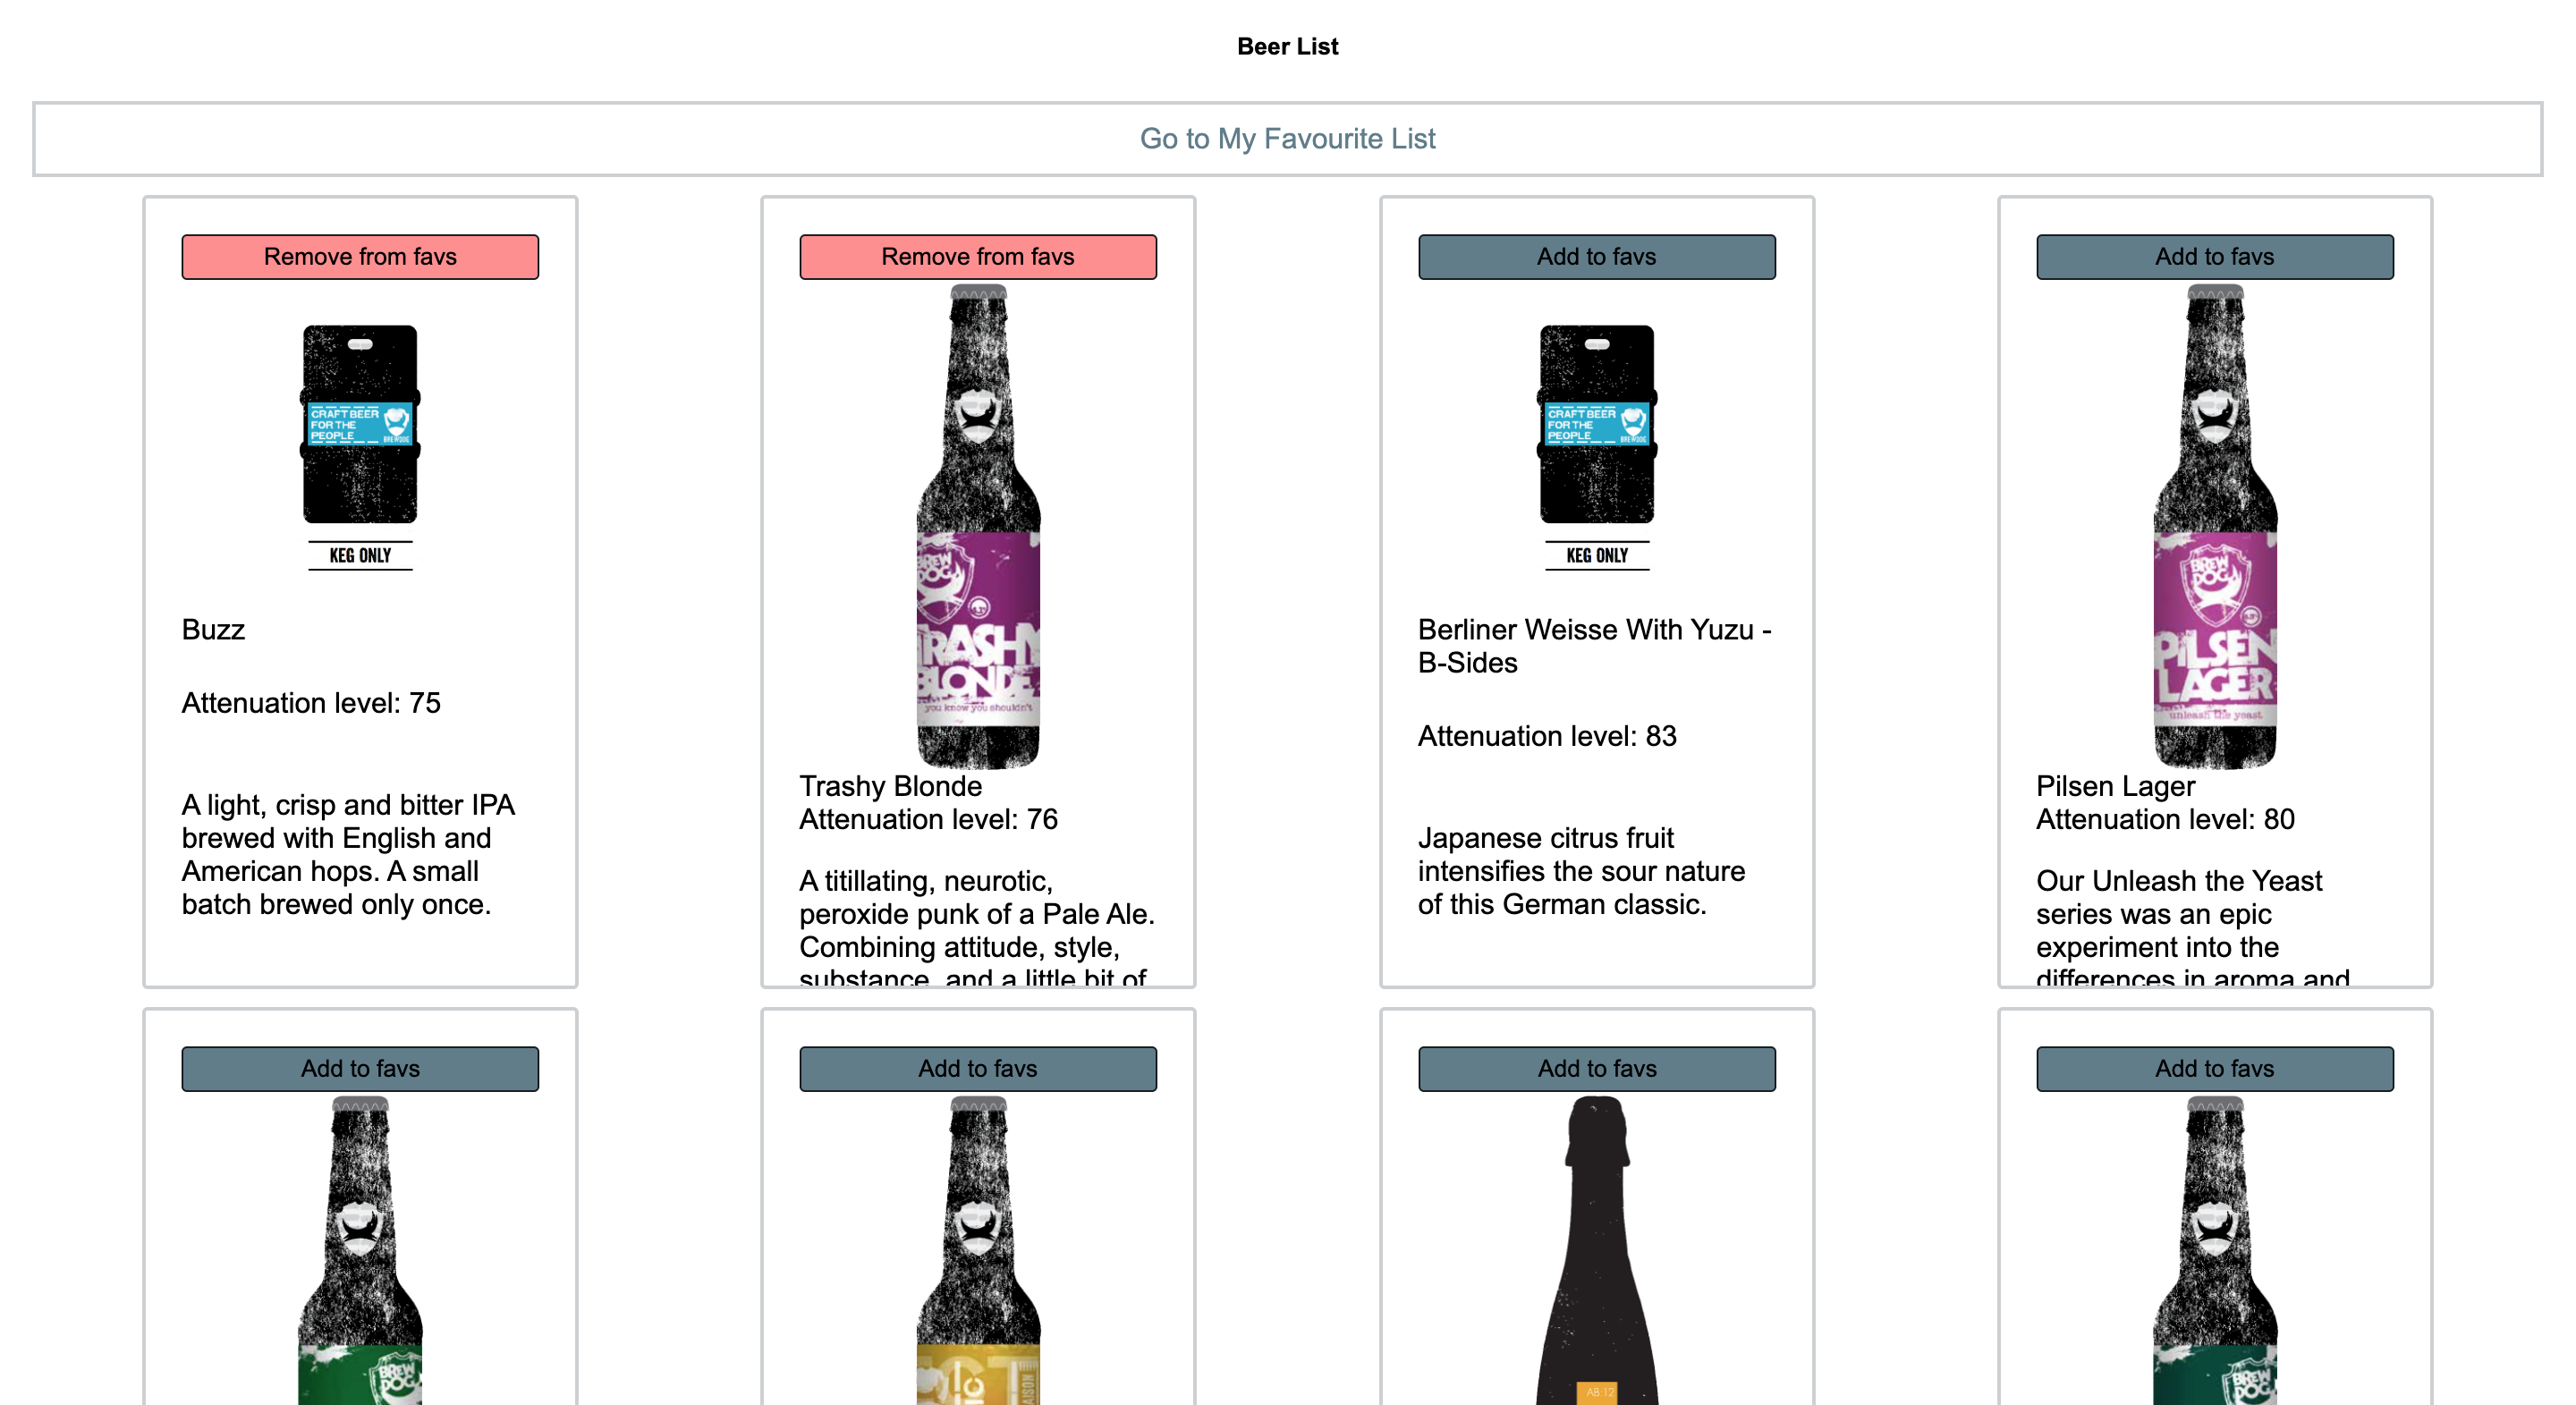 Beer List
Go to My Favourite List
Remove from favs
CRAFT BEER
FOR THE
PEOPLE
BREWDOG
KEG ONLY
Buzz
Attenuation level: 75
A light, crisp and bitter IPA
brewed with English and
American hops. A small
batch brewed only once.
Remove from favs
BREW
DOG
TRASHY
BLONDE
you know you shouldn't
Trashy Blonde
Attenuation level: 76
A titillating, neurotic,
peroxide punk of a Pale Ale.
Combining attitude, style,
substance, and a little bit of
Add to favs
CRAFT BEER
FOR THE
PEOPLE
BREWDOG
KEG ONLY
Berliner Weisse With Yuzu -
B-Sides
Attenuation level: 83
Japanese citrus fruit
intensifies the sour nature
of this German classic.
Add to favs
BREW
DOG
PILSEN
LAGER
unleash the yeast
Pilsen Lager
Attenuation level: 80
Our Unleash the Yeast
series was an epic
experiment into the
differences in aroma and
Add to favs
BREW
DOG
Add to favs
Add to favs
AB:12
Add to favs
BREW
DOG